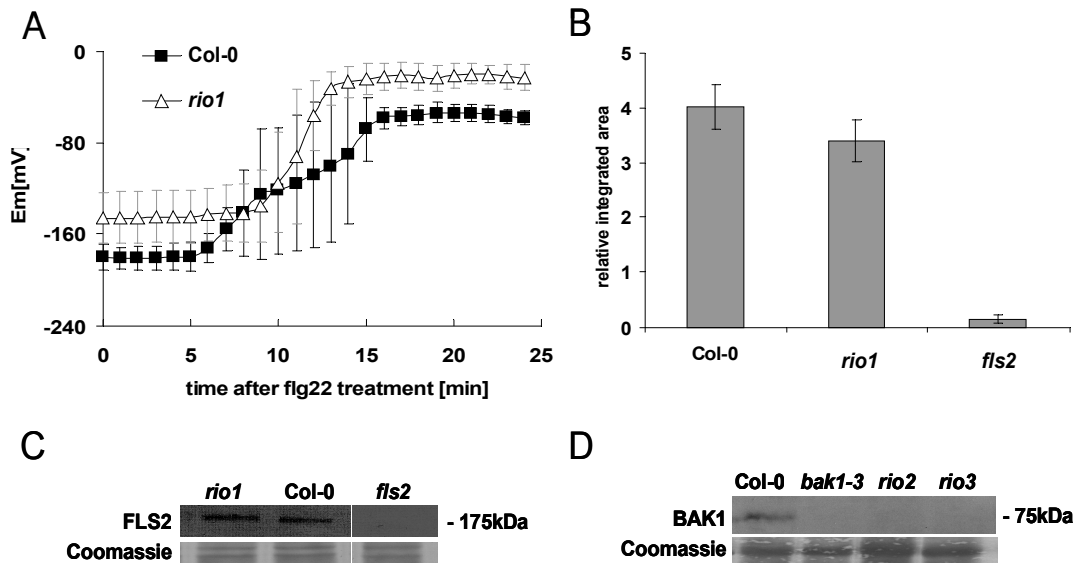 A
Col-0
rio1
0
-80
-160
-240
Em[mV]
0 5 10 15 20 25
time after flg22 treatment [min]
B
5
4
3
2
1
0
relative integrated area
Col-0 rio1 fls2
C
rio1 Col-0 fls2
FLS2 - 175kDa
Coomassie
D
Col-0 bak1-3 rio2 rio3
BAK1 - 75kDa
Coomassie